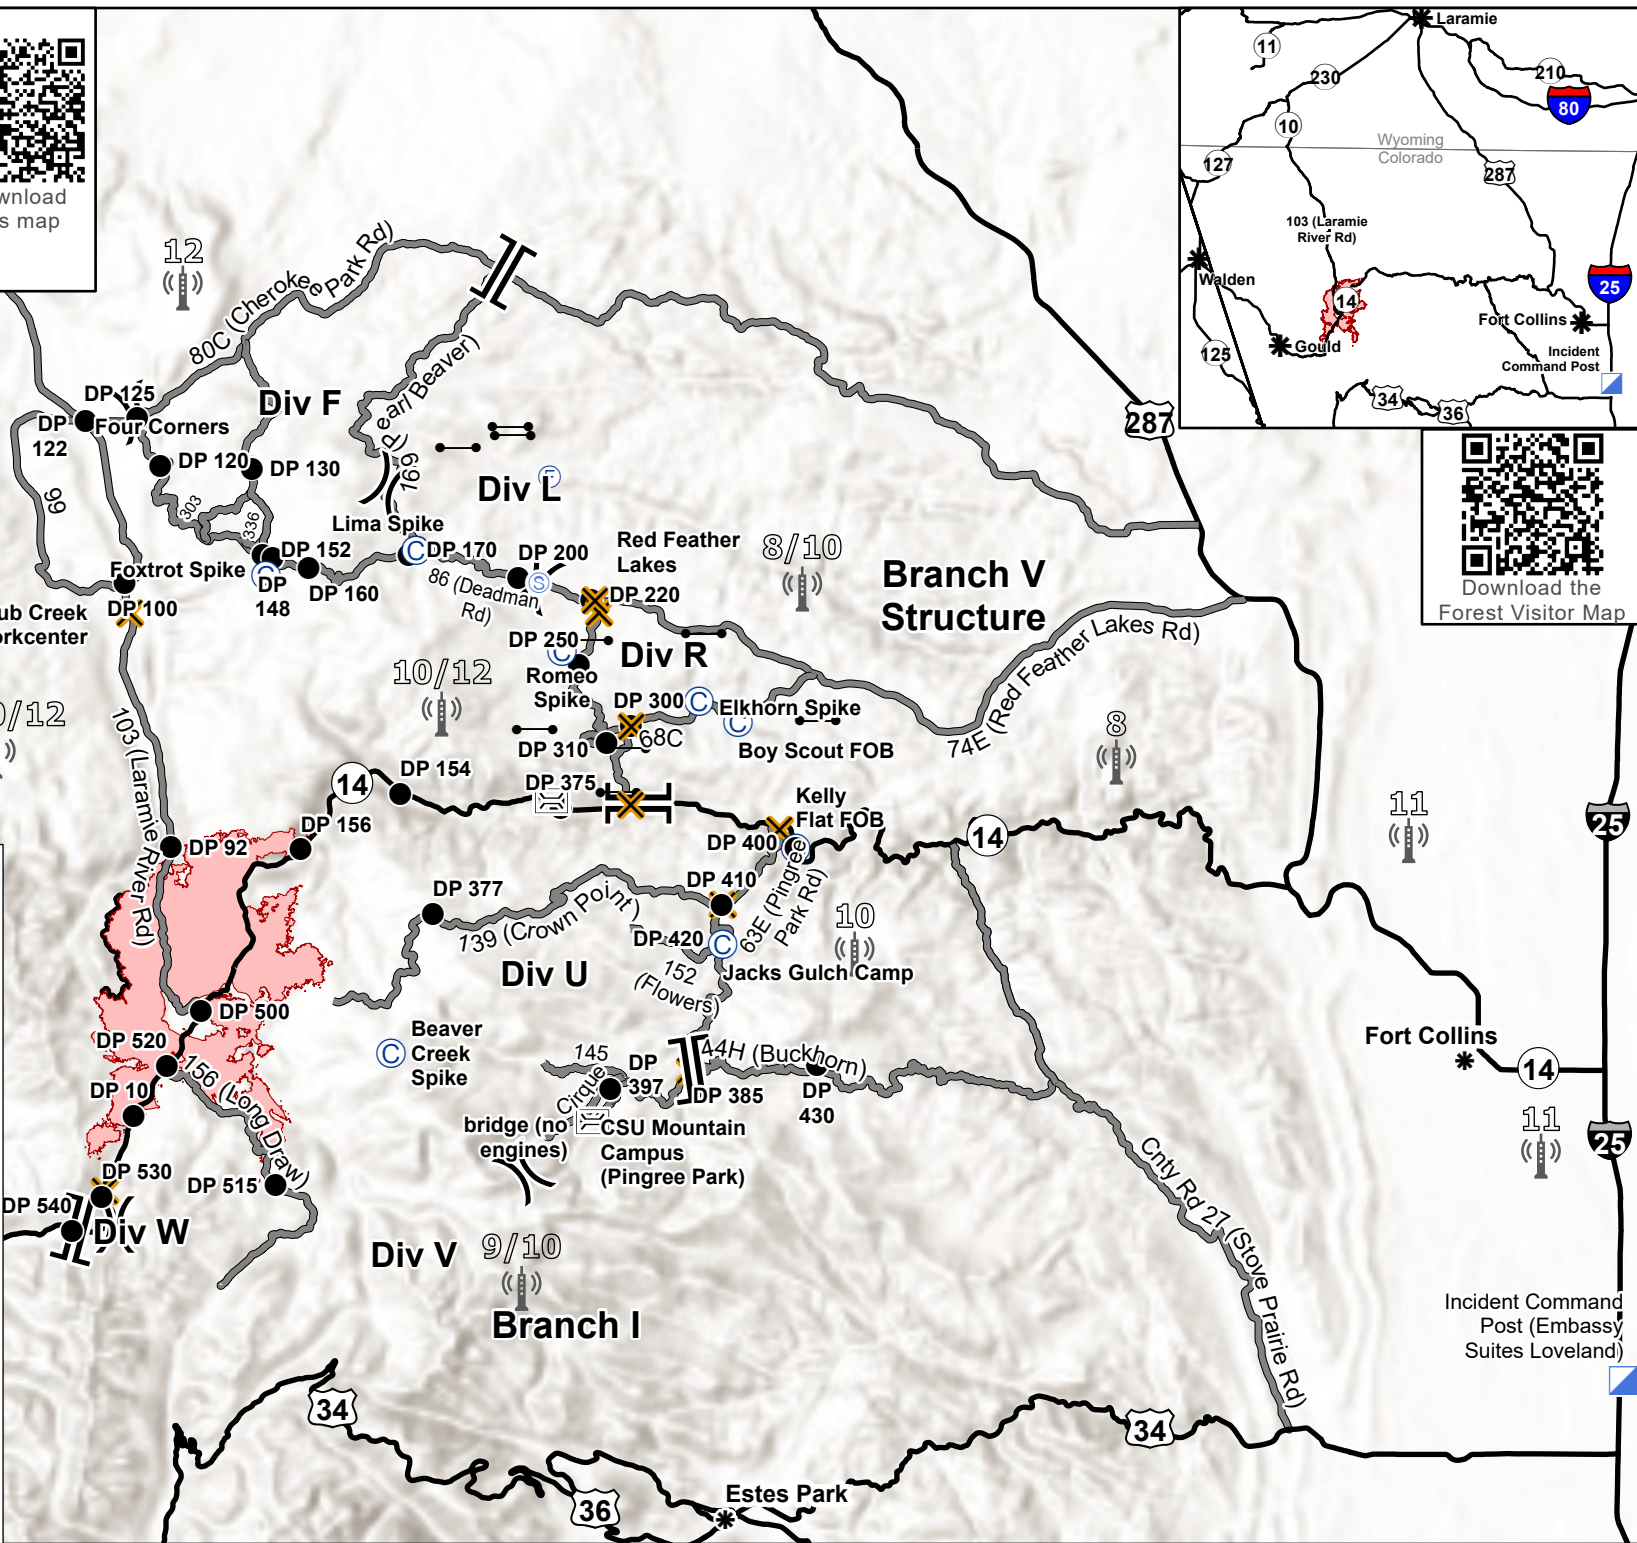 Laramie
11
230
210
80
10
Wyoming
Colorado
127
287
103 (Laramie
River Rd)
Walden
14
25
Fort Collins
Gould
125
Incident
Command Post
34
36
12
80C (Cherokee Park Rd)
DP 125
Div F
169 (Pearl Beaver)
287
DP
122
Four Corners
DP 120
DP 130
99
303
336
Div L
F
Lima Spike
C
DP 170
DP 200
Red Feather
Lakes
8/10
Branch V
Structure
Download the
Forest Visitor Map
DP 152
Foxtrot Spike
C
DP
148
DP 160
86 (Deadman
Rd)
S
DP 220
DP 100
ub Creek
orkcenter
DP 250
C
Div R
74E (Red Feather Lakes Rd)
10/12
Romeo
Spike
DP 300
C
Elkhorn Spike
C
68C
DP 310
Boy Scout FOB
8
0/12
103 (Laramie River Rd)
14
DP 154
DP 375
Kelly
Flat FOB
11
25
DP 156
DP 92
DP 400
14
DP 377
DP 410
63E (Pingree
Park Rd)
139 (Crown Point)
10
DP 420
C
Jacks Gulch Camp
Div U
152
(Flowers)
DP 500
DP 520
C
Beaver
Creek
Spike
44H (Buckhorn)
145
DP
397
Cirque
DP 385
DP
430
Fort Collins
14
DP 10
156 (Long Draw)
bridge (no
engines)
CSU Mountain
Campus
(Pingree Park)
11
25
DP 530
DP 515
DP 540
Div W
Div V
9/10
Branch I
Cnty Rd 27 (Stove Prairie Rd)
Incident Command
Post (Embassy
Suites Loveland)
34
34
36
Estes Park
wnload
s map